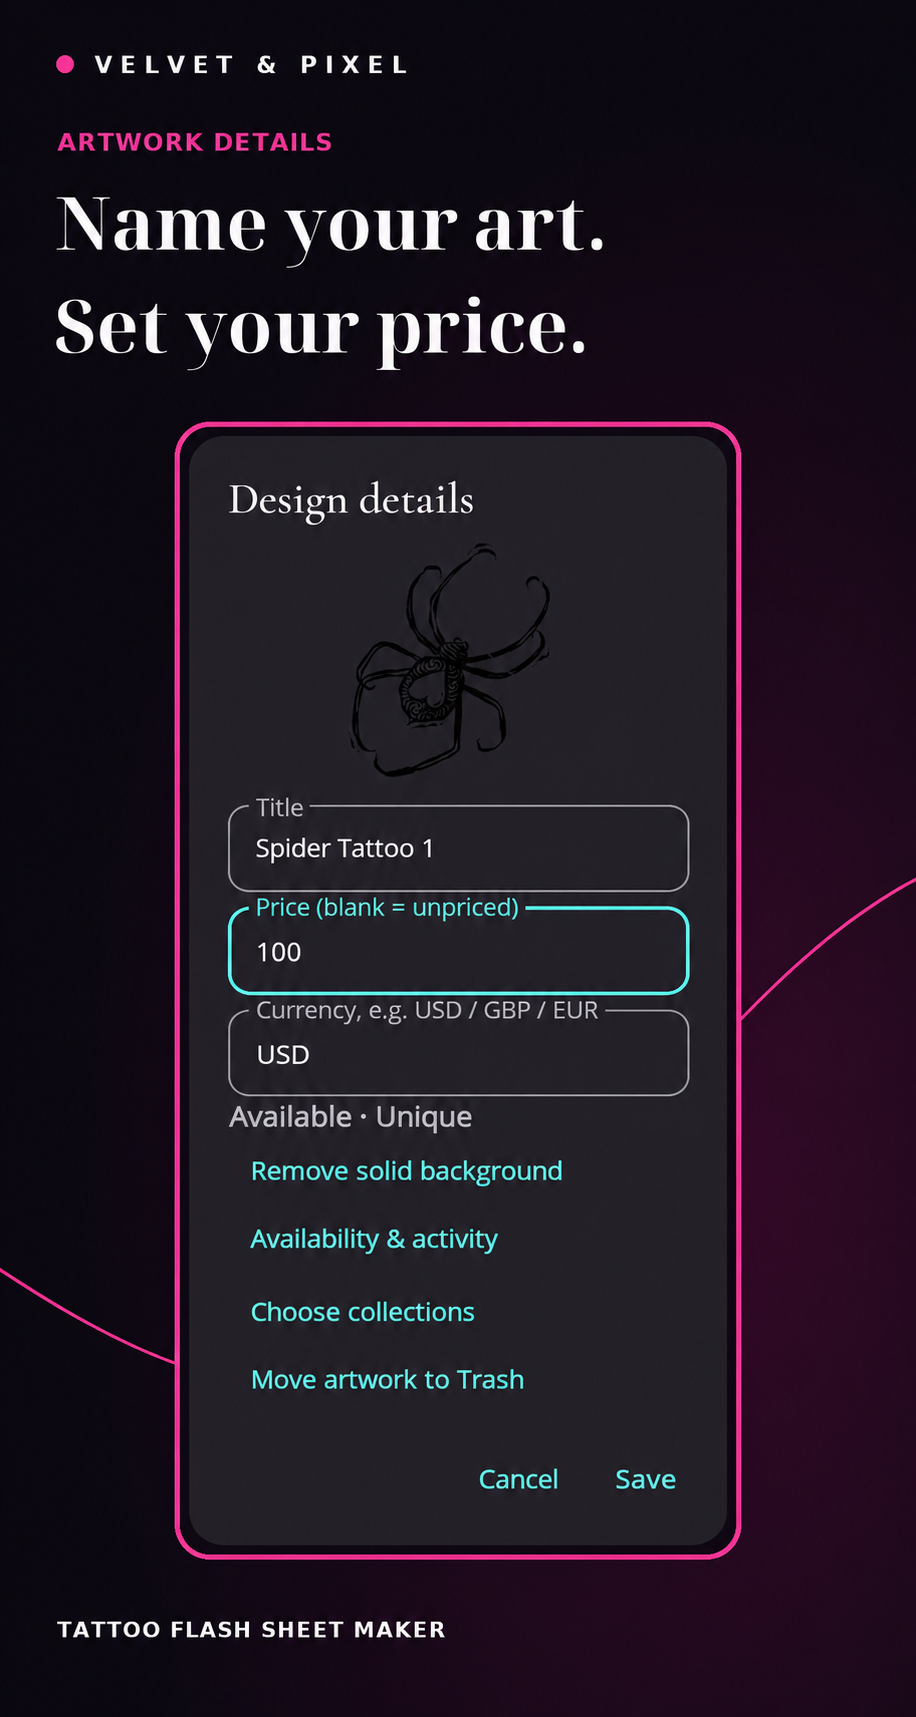 VELVET & PIXEL
ARTWORK DETAILS
Name your art.
Set your price.
Design details
Title
Spider Tattoo 1
Price (blank = unpriced)
100
Currency, e.g. USD / GBP / EUR
USD
Available · Unique
Remove solid background
Availability & activity
Choose collections
Move artwork to Trash
Cancel Save
TATTOO FLASH SHEET MAKER